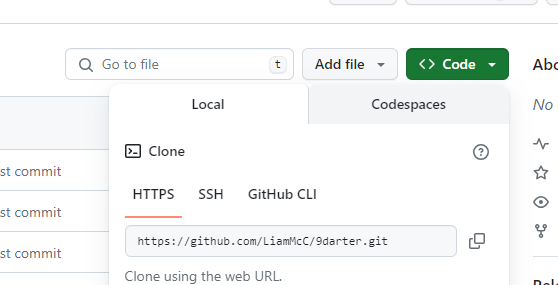 Go to file
t
Add file
<> Code
Local
Codespaces
Clone
HTTPS
SSH
GitHub CLI
https://github.com/LiamMcC/9darter.git
Clone using the web URL.
st commit
st commit
st commit
Abo
No